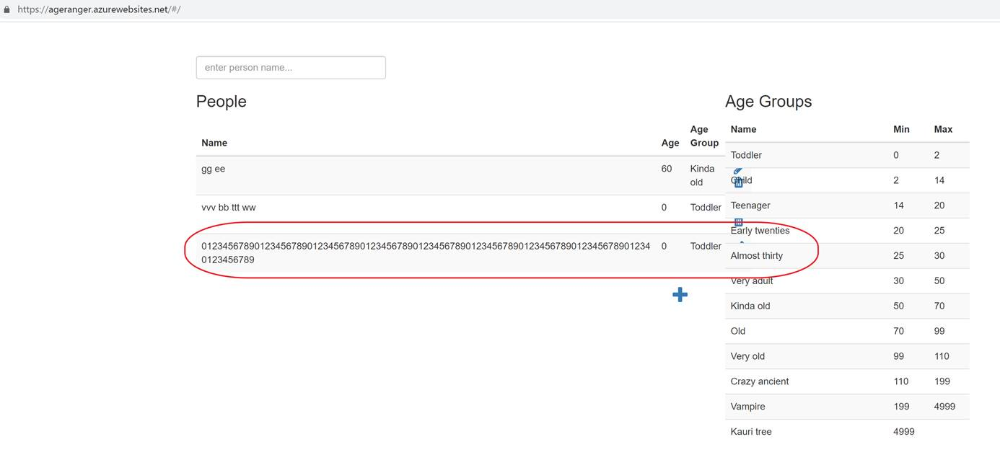 https://ageranger.azurewebsites.net/#/
enter person name...
People
Name Age Age Group
gg ee 60 Kinda old
vvv bb ttt ww 0 Toddler
0123456789012345678901234567890123456789012345678901234567890123456789012345678901234 0 Toddler
0123456789
Age Groups
Name Min Max
Toddler 0 2
Child 2 14
Teenager 14 20
Early twenties 20 25
Almost thirty 25 30
Very adult 30 50
Kinda old 50 70
Old 70 99
Very old 99 110
Crazy ancient 110 199
Vampire 199 4999
Kauri tree 4999